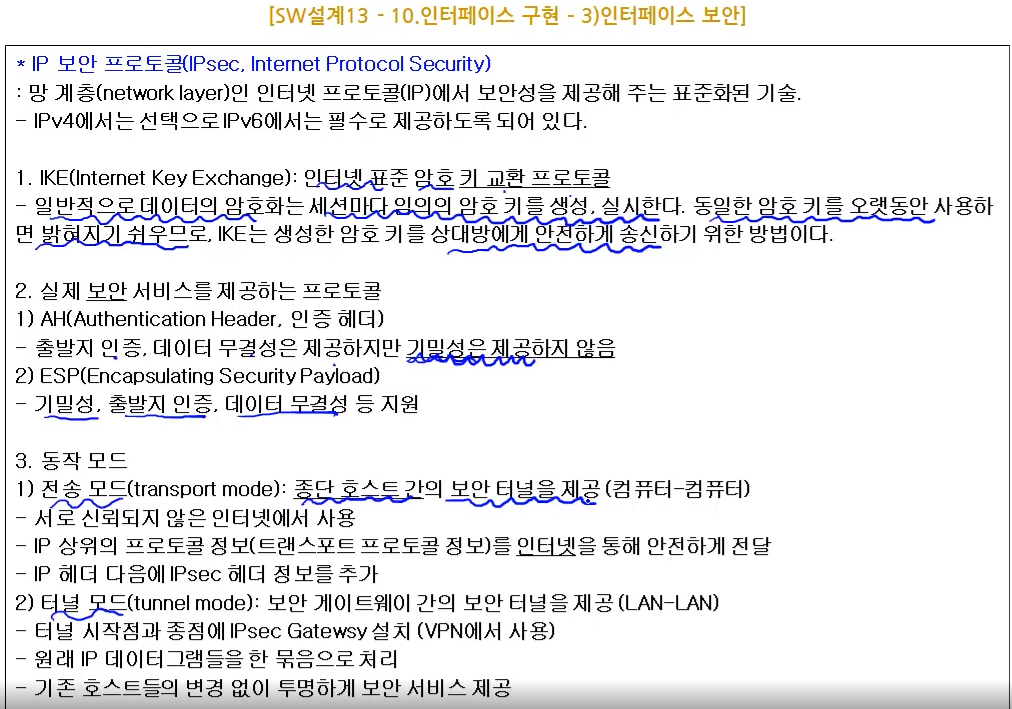 [SW설계13 - 10.인터페이스 구현 - 3)인터페이스 보안]
* IP 보안 프로토콜(IPsec, Internet Protocol Security)
: 망 계층(network layer)인 인터넷 프로토콜(IP)에서 보안성을 제공해 주는 표준화된 기술.
- IPv4에서는 선택으로 IPv6에서는 필수로 제공하도록 되어 있다.
1. IKE(Internet Key Exchange): 인터넷 표준 암호 키 교환 프로토콜
- 일반적으로 데이터의 암호화는 세션마다 임의의 암호 키를 생성, 실시한다. 동일한 암호 키를 오랫동안 사용하
면 밝혀지기 쉬우므로, IKE는 생성한 암호 키를 상대방에게 안전하게 송신하기 위한 방법이다.
2. 실제 보안 서비스를 제공하는 프로토콜
1) AH(Authentication Header, 인증 헤더)
- 출발지 인증, 데이터 무결성은 제공하지만 기밀성은 제공하지 않음
2) ESP(Encapsulating Security Payload)
- 기밀성, 출발지 인증, 데이터 무결성 등 지원
3. 동작 모드
1) 전송 모드(transport mode): 종단 호스트 간의 보안 터널을 제공 (컴퓨터-컴퓨터)
- 서로 신뢰되지 않은 인터넷에서 사용
- IP 상위의 프로토콜 정보(트랜스포트 프로토콜 정보)를 인터넷을 통해 안전하게 전달
- IP 헤더 다음에 IPsec 헤더 정보를 추가
2) 터널 모드(tunnel mode): 보안 게이트웨이 간의 보안 터널을 제공 (LAN-LAN)
- 터널 시작점과 종점에 IPsec Gatewsy 설치 (VPN에서 사용)
- 원래 IP 데이터그램들을 한 묶음으로 처리
- 기존 호스트들의 변경 없이 투명하게 보안 서비스 제공